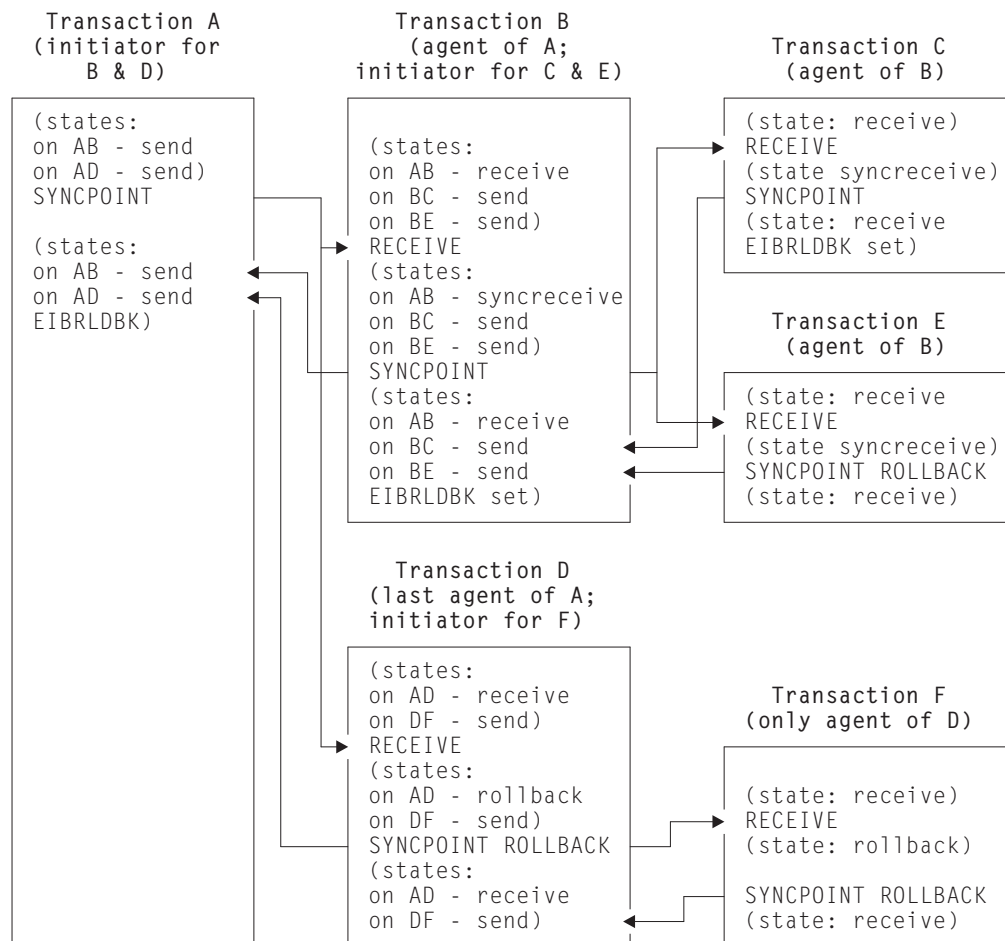 Transaction A
(initiator for
B & D)
(states:
on AB - send
on AD - send)
SYNCPOINT
(states:
on AB - send
on AD - send
EIBRLDBK)
Transaction B
(agent of A;
initiator for C & E)
(states:
on AB - receive
on BC - send
on BE - send)
RECEIVE
(states:
on AB - syncreceive
on BC - send
on BE - send)
SYNCPOINT
(states:
on AB - receive
on BC - send
on BE - send
EIBRLDBK set)
Transaction C
(agent of B)
(state: receive)
RECEIVE
(state syncreceive)
SYNCPOINT
(state: receive
EIBRLDBK set)
Transaction E
(agent of B)
(state: receive
RECEIVE
(state syncreceive)
SYNCPOINT ROLLBACK
(state: receive)
Transaction D
(last agent of A;
initiator for F)
(states:
on AD - receive
on DF - send)
RECEIVE
(states:
on AD - rollback
on DF - send)
SYNCPOINT ROLLBACK
(states:
on AD - receive
on DF - send)
Transaction F
(only agent of D)
(state: receive)
RECEIVE
(state: rollback)
SYNCPOINT ROLLBACK
(state: receive)